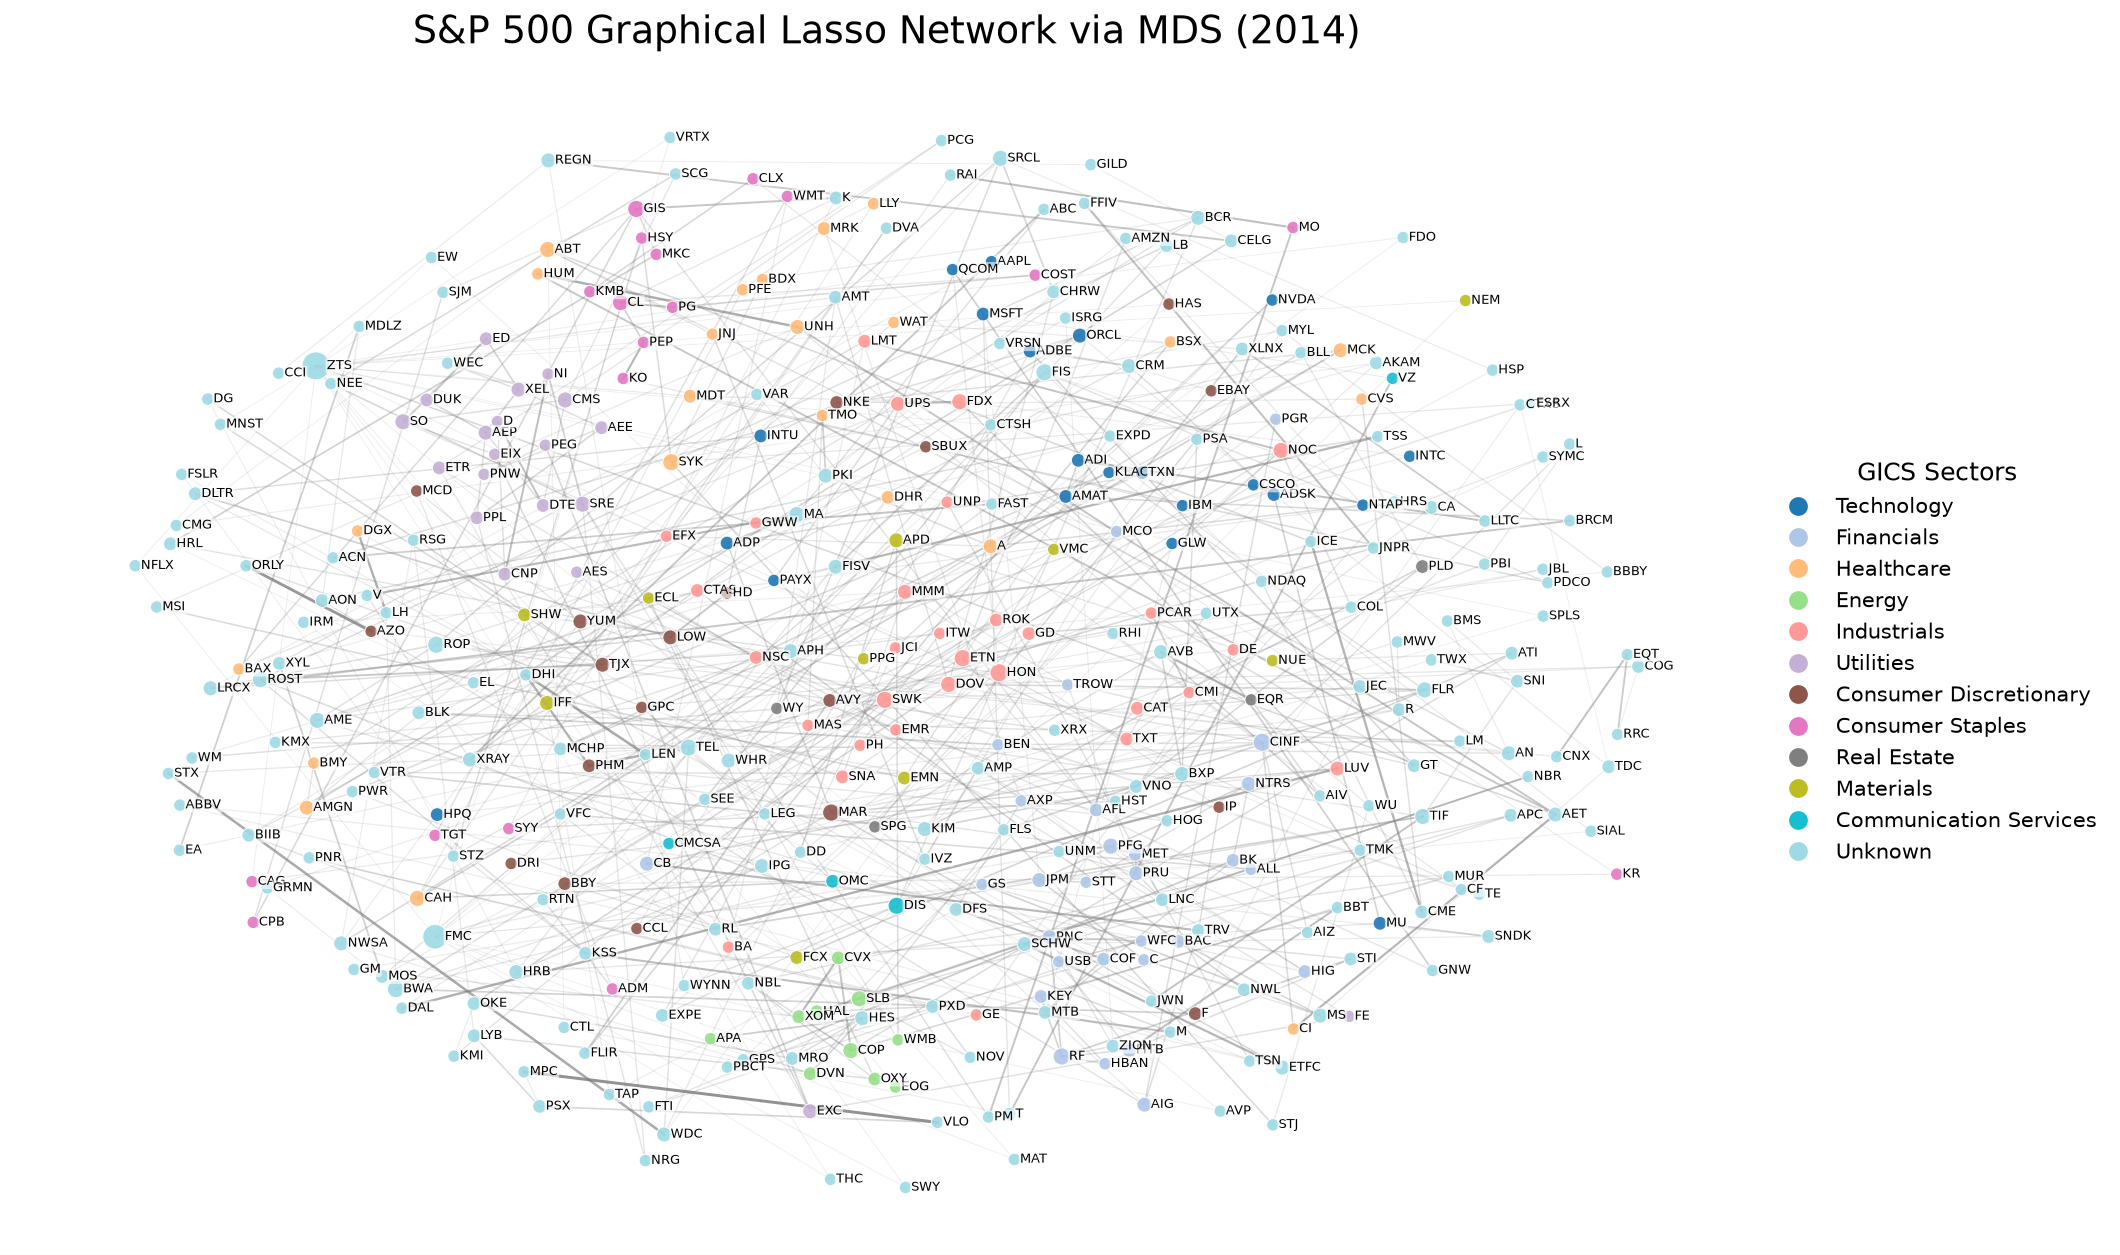 S&P 500 Graphical Lasso Network via MDS (2014)
VRTX
PCG
REGN
SRCL
GILD
SCG
CLX
RAI
WMT
K
LLY
GIS
ABC
FFIV
BCR
MRK
DVA
MO
HSY
AMZN
LB
CELG
FDO
ABT
MKC
EW
AAPL
QCOM
HUM
COST
BDX
PFE
SJM
KMB
CL
CHRW
AMT
NVDA
NEM
PG
HAS
MSFT
ISRG
MDLZ
UNH
WAT
JNJ
MYL
ORCL
ED
PEP
LMT
VRSN
BSX
ADBE
XLNX
BLL
MCK
WEC
ZTS
CRM
AKAM
CCI
NI
FIS
HSP
KO
VZ
NEE
XEL
EBAY
VAR
MDT
DG
DUK
CMS
NKE
UPS
FDX
CVS
ESRX
TMO
PGR
MNST
SO
D
AEE
CTSH
AEP
INTU
EXPD
PSA
TSS
PEG
SBUX
L
NOC
EIX
INTC
SYMC
SYK
ADI
ETR
PNW
PKI
KLAC
TXN
FSLR
CSCO
MCD
DLTR
DHR
AMAT
ADSK
DTE
SRE
UNP
FAST
IBM
NTAP
HRS
CA
PPL
MA
LLTC
BRCM
CMG
GWW
DGX
MCO
EFX
RSG
APD
HRL
ADP
GLW
ICE
A
VMC
JNPR
ACN
NFLX
ORLY
FISV
PLD
PBI
JBL
BBBY
CNP
AES
PAYX
NDAQ
PDCO
V
CTAS
HD
MMM
AON
ECL
MSI
COL
LH
SHW
PCAR
UTX
SPLS
IRM
YUM
ROK
BMS
AZO
ITW
GD
RHI
LOW
MWV
ROP
JCI
APH
DE
AVB
ATI
EQT
NSC
PPG
ETN
NUE
TWX
XYL
TJX
COG
BAX
DHI
HON
ROST
EL
DOV
TROW
SNI
LRCX
JEC
FLR
CMI
IFF
AVY
SWK
EQR
GPC
WY
CAT
R
BLK
AME
MAS
EMR
XRX
RRC
TXT
KMX
PH
BEN
CINF
LM
MCHP
TEL
LEN
AN
CNX
WM
XRAY
WHR
BMY
PHM
AMP
LUV
GT
TDC
STX
VTR
SNA
EMN
BXP
NBR
NTRS
VNO
PWR
AIV
SEE
AXP
HST
ABBV
AMGN
WU
IP
AFL
HPQ
VFC
LEG
MAR
TIF
APC
AET
HOG
SYY
SPG
KIM
FLS
BIIB
TGT
SIAL
CMCSA
PFG
EA
UNM
TMK
DD
STZ
MET
PNR
IVZ
BK
DRI
CB
IPG
ALL
PRU
KR
MUR
JPM
STT
GS
OMC
BBY
CF
GRMN
TE
CAH
RTN
LNC
DIS
DFS
BBT
CME
CPB
MU
CCL
RL
TRV
AIZ
FMC
PNC
SNDK
WFC
BAC
NWSA
SCHW
BA
KSS
FCX
CVX
COF
C
STI
USB
GM
HRB
HIG
GNW
MOS
NBL
WYNN
BWA
ADM
NWL
KEY
SLB
JWN
OKE
DAL
PXD
HAL
MTB
F
EXPE
XOM
HES
GE
MS
FE
CTL
CI
M
LYB
APA
WMB
ZION
COP
FLIR
KMI
GPS
MRO
NOV
RF
HBAN
TSN
PBCT
ETFC
MPC
DVN
OXY
EOG
TAP
PSX
FTI
EXC
AIG
AVP
PM
T
VLO
STJ
WDC
NRG
MAT
THC
SWY
GICS Sectors
Technology
Financials
Healthcare
Energy
Industrials
Utilities
Consumer Discretionary
Consumer Staples
Real Estate
Materials
Communication Services
Unknown